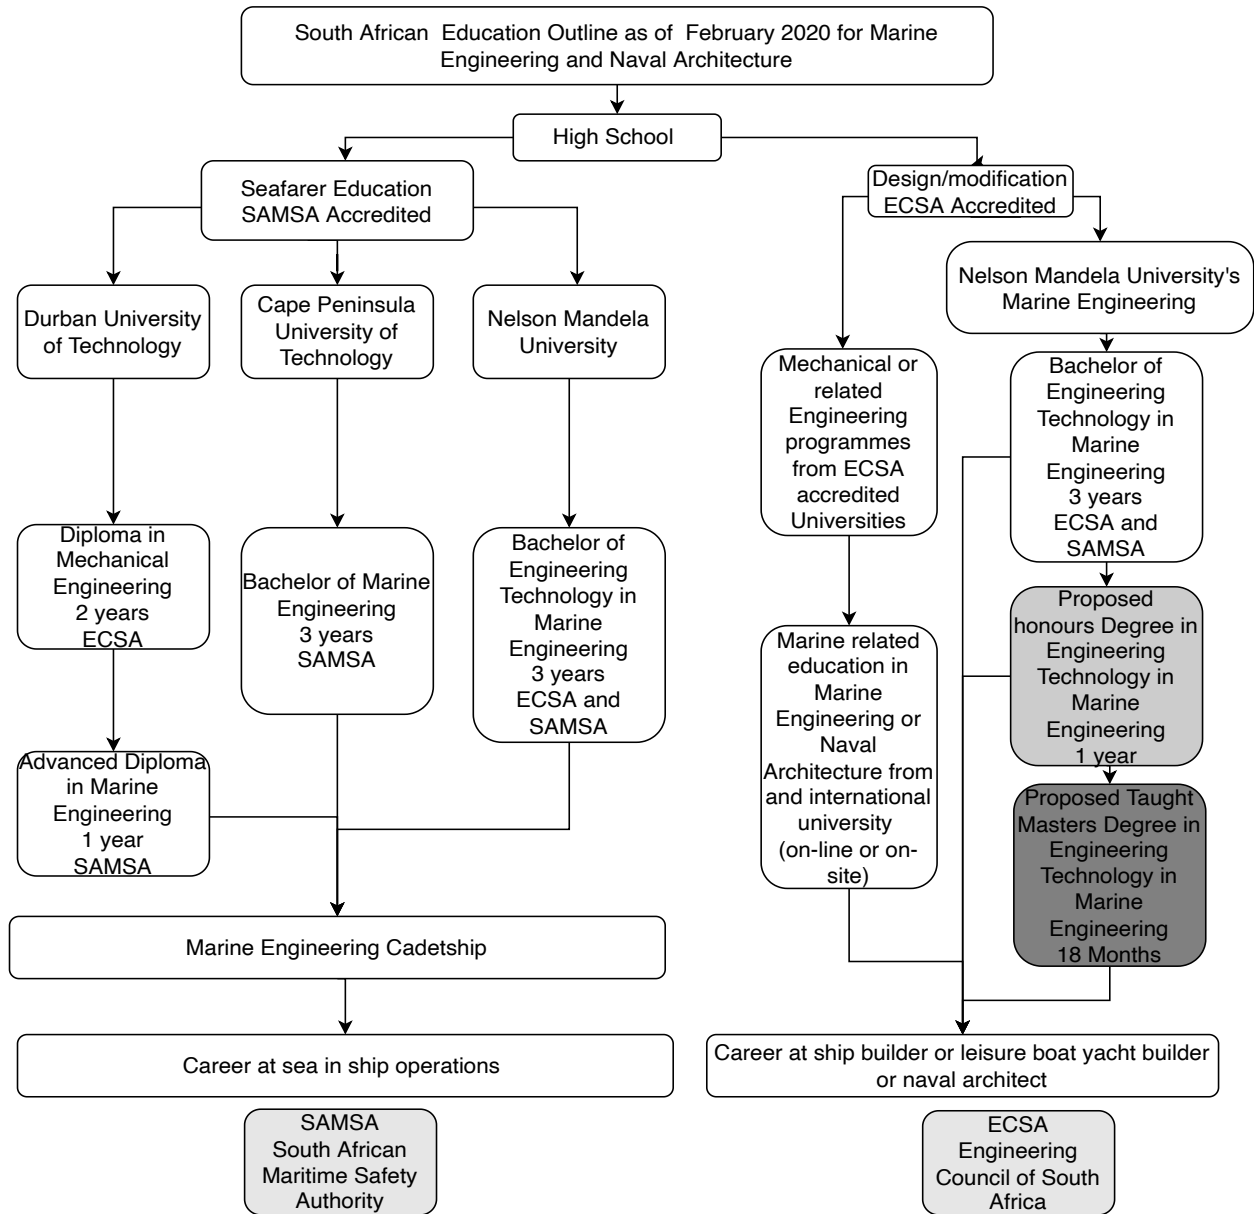 South African Education Outline as of February 2020 for Marine
Engineering and Naval Architecture
High School
Seafarer Education
SAMSA Accredited
Design/modification
ECSA Accredited
Durban University
of Technology
Cape Peninsula
University of
Technology
Nelson Mandela
University
Nelson Mandela University's
Marine Engineering
Mechanical or
related
Engineering
programmes
from ECSA
accredited
Universities
Bachelor of
Engineering
Technology in
Marine
Engineering
3 years
ECSA and
SAMSA
Diploma in
Mechanical
Engineering
2 years
ECSA
Bachelor of Marine
Engineering
3 years
SAMSA
Bachelor of
Engineering
Technology in
Marine
Engineering
3 years
ECSA and
SAMSA
Proposed
honours Degree in
Engineering
Technology in
Marine
Engineering
1 year
Marine related
education in
Marine
Engineering or
Naval
Architecture from
and international
university
(on-line or on-
site)
Advanced Diploma
in Marine
Engineering
1 year
SAMSA
Proposed Taught
Masters Degree in
Engineering
Technology in
Marine
Engineering
18 Months
Marine Engineering Cadetship
Career at sea in ship operations
Career at ship builder or leisure boat yacht builder
or naval architect
SAMSA
South African
Maritime Safety
Authority
ECSA
Engineering
Council of South
Africa